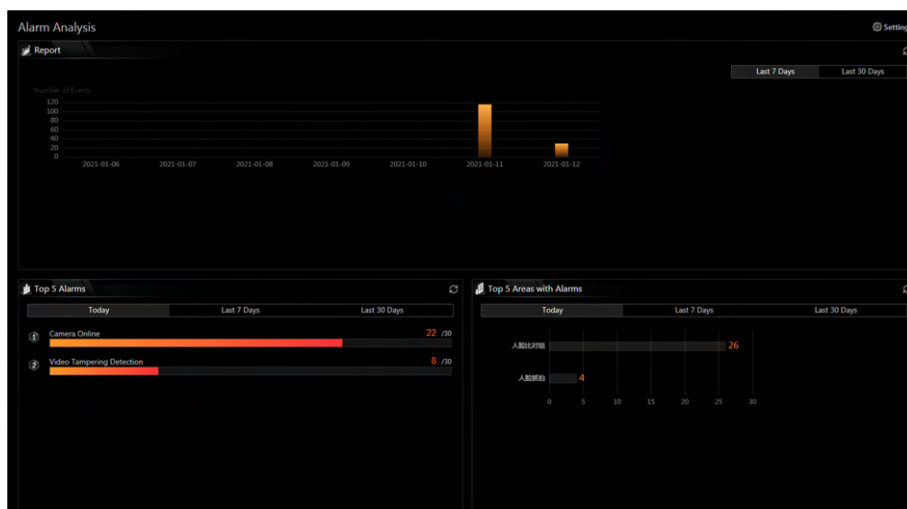 Alarm Analysis
Setting
Report
Last 7 Days Last 30 Days
Number of Events
120
100
80
60
40
20
0
2021-01-06 2021-01-07 2021-01-08 2021-01-09 2021-01-10 2021-01-11 2021-01-12
Top 5 Alarms
Today Last 7 Days Last 30 Days
1 Camera Online 22 /30
2 Video Tampering Detection 8 /30
Top 5 Areas with Alarms
Today Last 7 Days Last 30 Days
人脸比对组 26
人脸抓拍 4
0 5 10 15 20 25 30